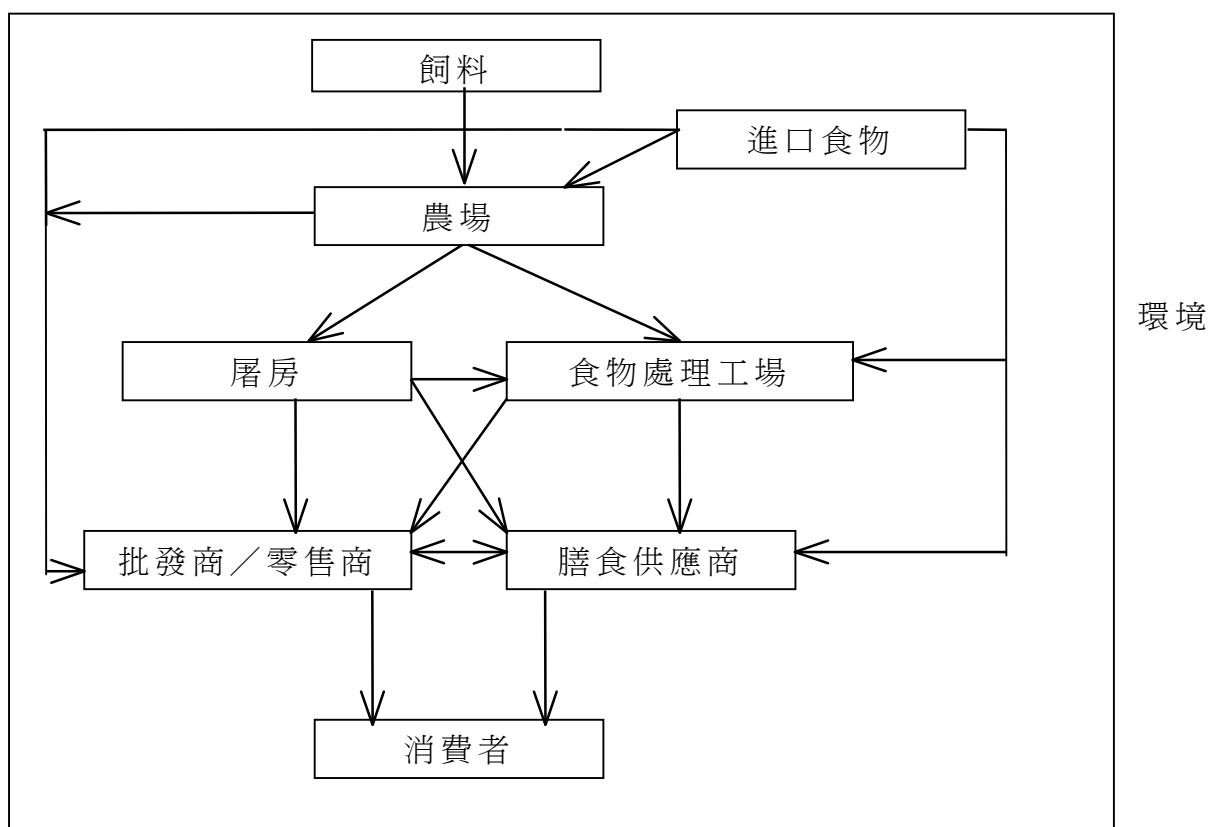 飼料
進口食物
農場
環境
屠房
食物處理工場
批發商／零售商
膳食供應商
消費者